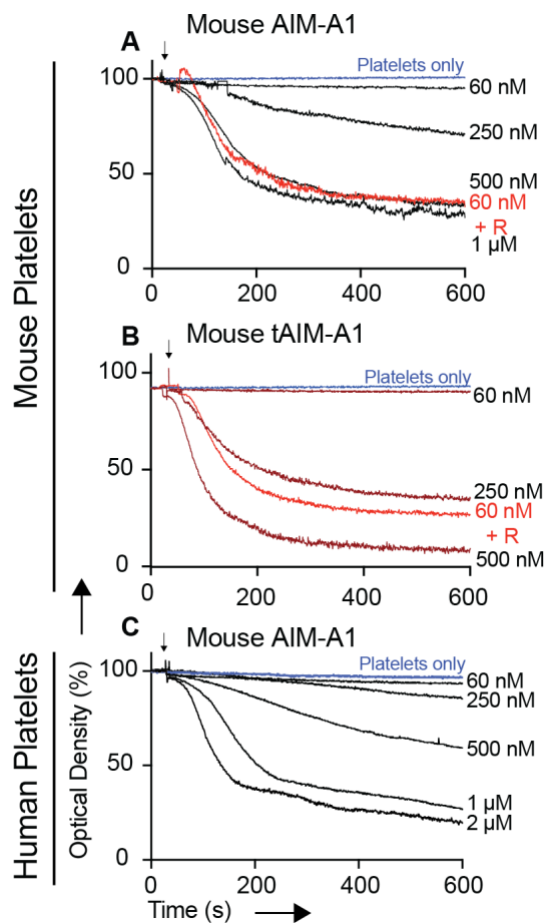 Mouse AIM-A1
A
Platelets only
100
60 nM
250 nM
50
500 nM
60 nM
+ R
1 µM
0
0 200 400 600
Mouse Platelets
Mouse tAIM-A1
B
Platelets only
100
60 nM
50
250 nM
60 nM
+ R
500 nM
0
0 200 400 600
Mouse AIM-A1
C
Platelets only
100
60 nM
250 nM
500 nM
50
1 µM
2 µM
0
0 200 400 600
Human Platelets
Optical Density (%)
Time (s)